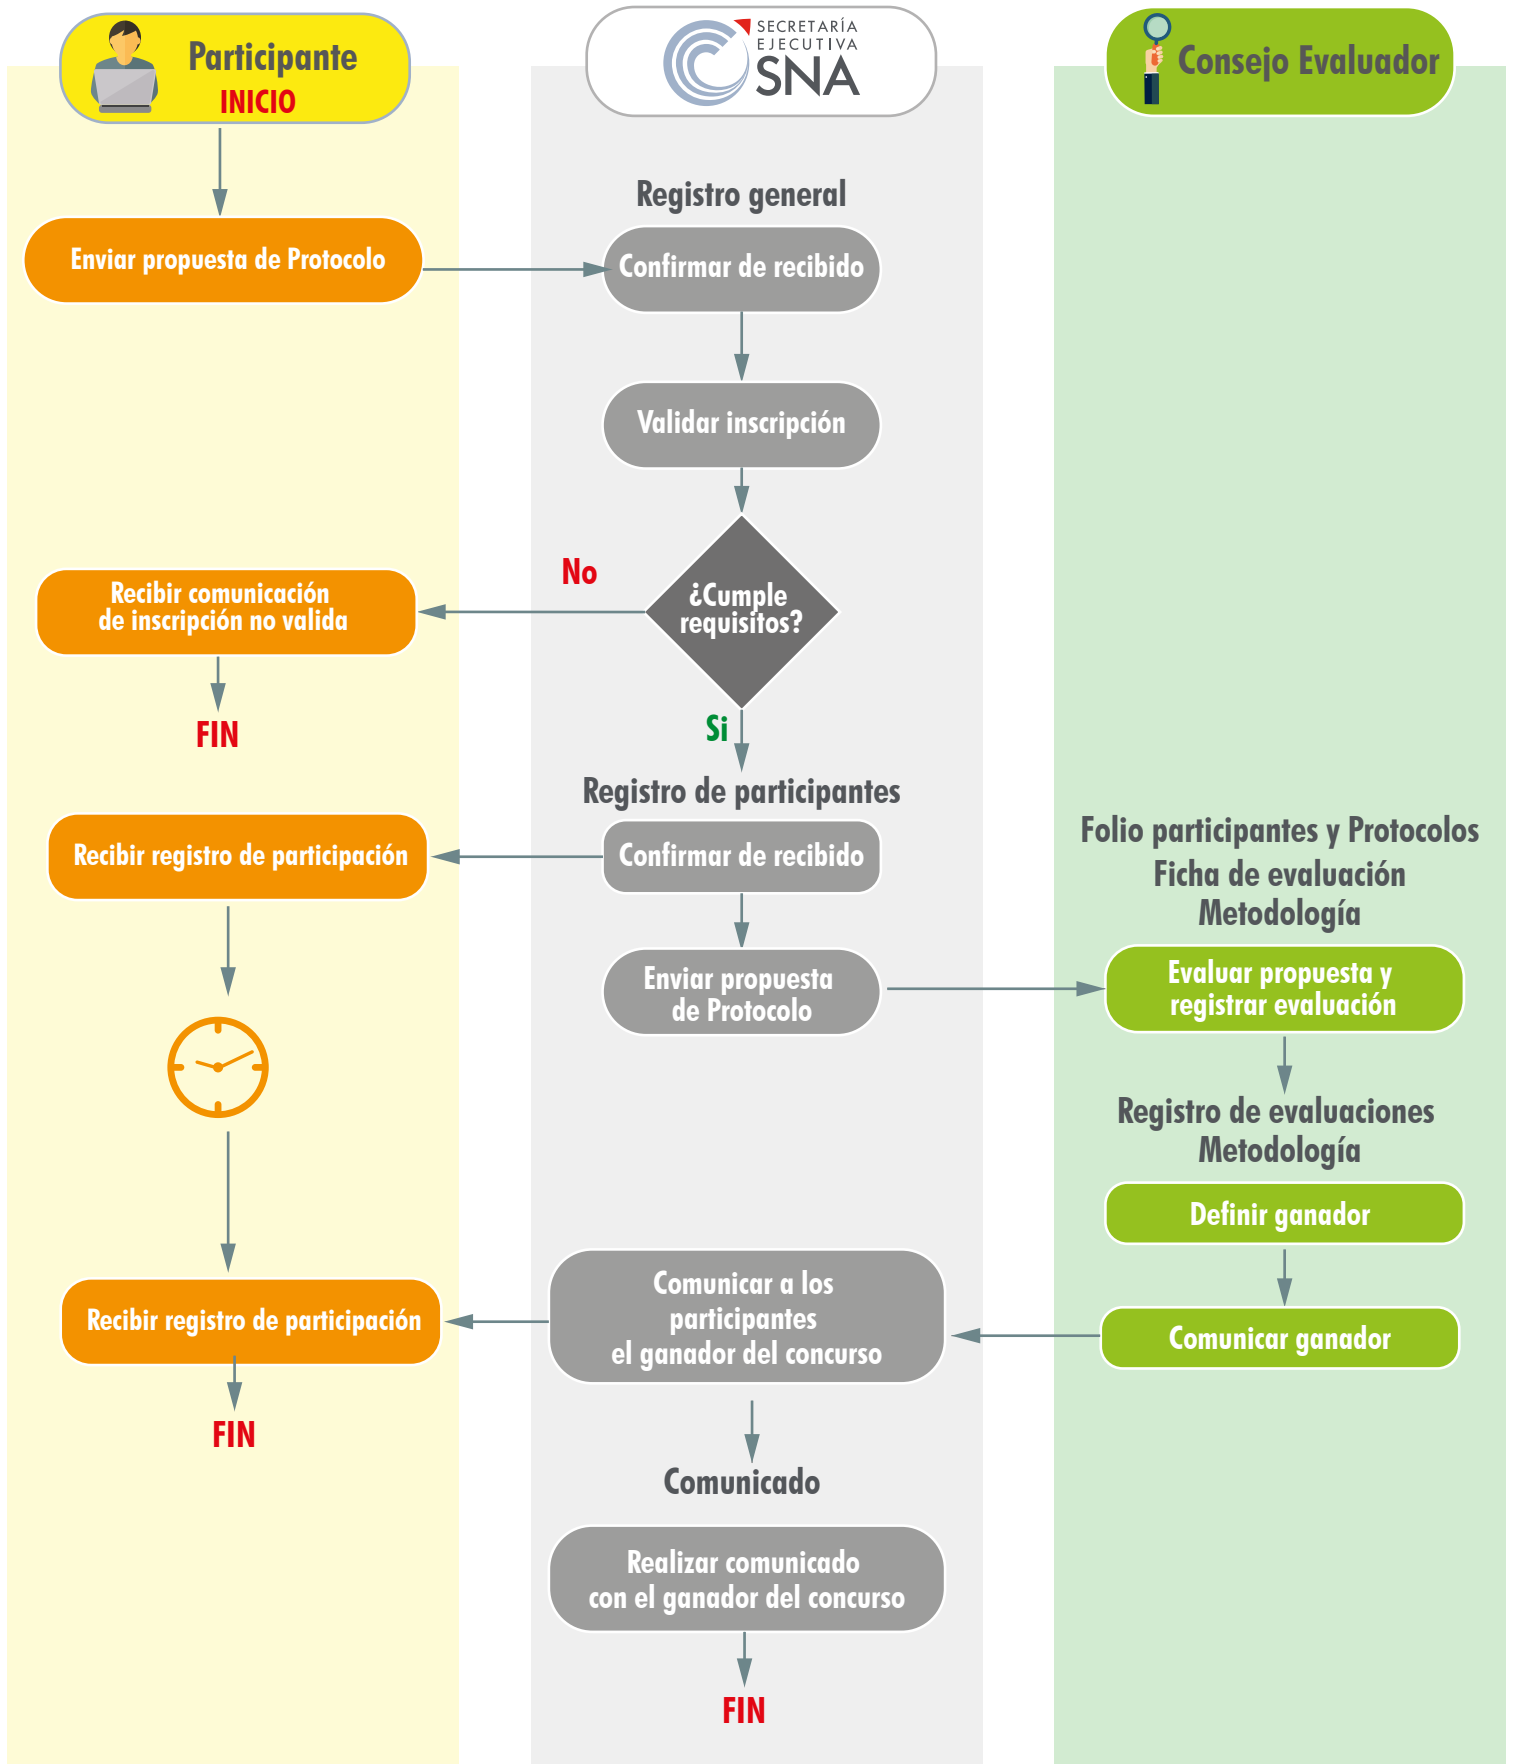 Participante
INICIO
SECRETARÍA
EJECUTIVA
SNA
Consejo Evaluador
Registro general
Enviar propuesta de Protocolo
Confirmar de recibido
Validar inscripción
No
¿Cumple
requisitos?
Recibir comunicación
de inscripción no valida
FIN
Si
Registro de participantes
Recibir registro de participación
Confirmar de recibido
Folio participantes y Protocolos
Ficha de evaluación
Metodología
Enviar propuesta
de Protocolo
Evaluar propuesta y
registrar evaluación
Registro de evaluaciones
Metodología
Definir ganador
Comunicar ganador
Comunicar a los
participantes
el ganador del concurso
Recibir registro de participación
FIN
Comunicado
Realizar comunicado
con el ganador del concurso
FIN